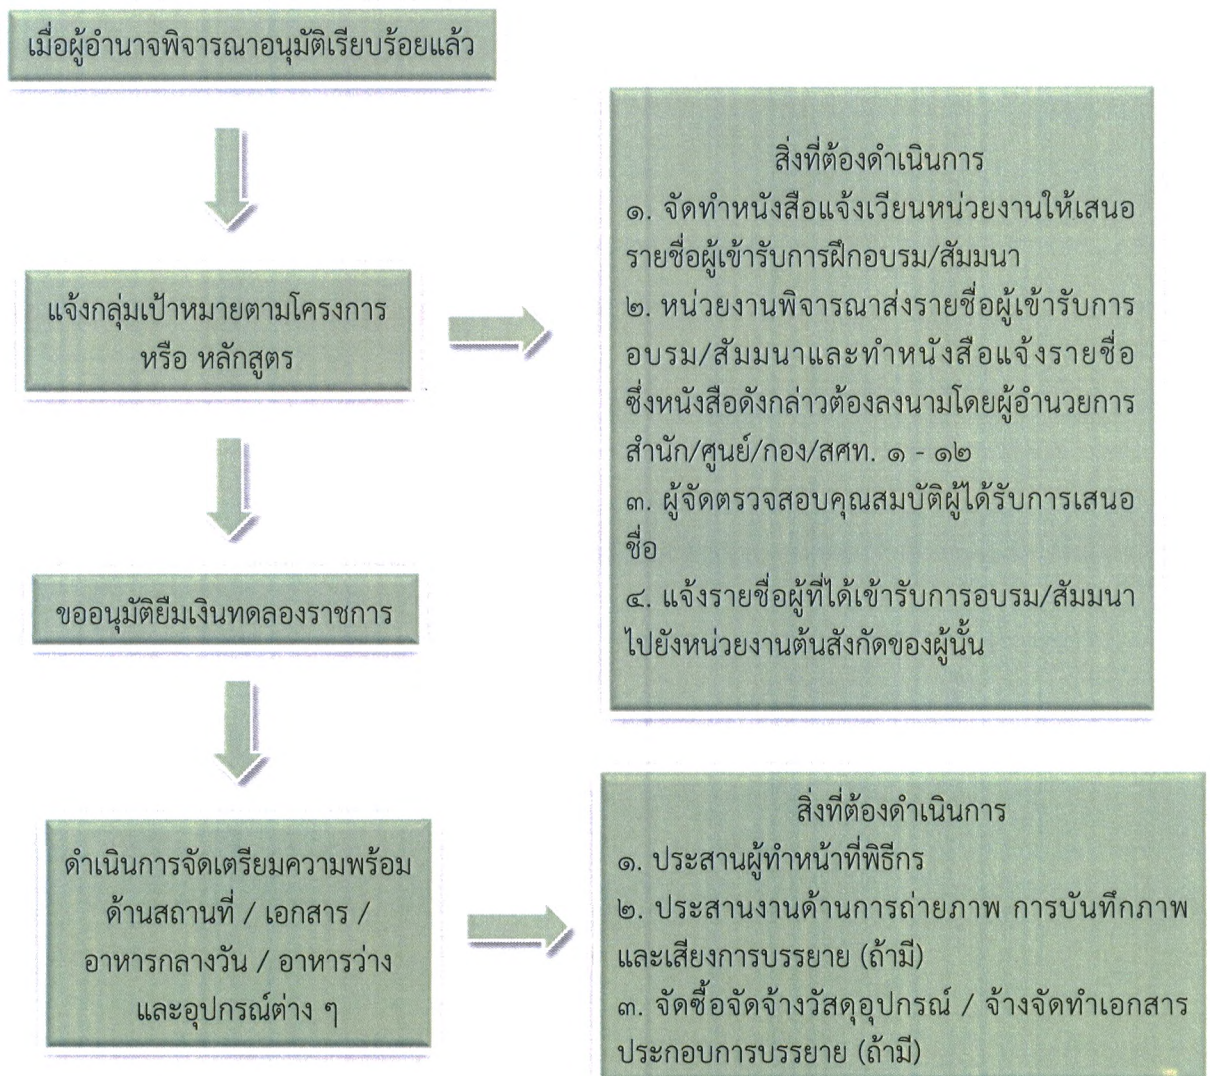 เมื่อผู้อำนาจพิจารณาอนุมัติเรียบร้อยแล้ว
แจ้งกลุ่มเป้าหมายตามโครงการ
หรือ หลักสูตร
สิ่งที่ต้องดำเนินการ
๑. จัดทำหนังสือแจ้งเวียนหน่วยงานให้เสนอ
รายชื่อผู้เข้ารับการฝึกอบรม/สัมมนา
๒. หน่วยงานพิจารณาส่งรายชื่อผู้เข้ารับการ
อบรม/สัมมนาและทำหนังสือแจ้งรายชื่อ
ซึ่งหนังสือดังกล่าวต้องลงนามโดยผู้อำนวยการ
สำนัก/ศูนย์/กอง/สศท. ๑ - ๑๒
๓. ผู้จัดตรวจสอบคุณสมบัติผู้ได้รับการเสนอ
ชื่อ
๔. แจ้งรายชื่อผู้ที่ได้เข้ารับการอบรม/สัมมนา
ไปยังหน่วยงานต้นสังกัดของผู้นั้น
ขออนุมัติยืมเงินทดลองราชการ
ดำเนินการจัดเตรียมความพร้อม
ด้านสถานที่ / เอกสาร /
อาหารกลางวัน / อาหารว่าง
และอุปกรณ์ต่าง ๆ
สิ่งที่ต้องดำเนินการ
๑. ประสานผู้ทำหน้าที่พิธีกร
๒. ประสานงานด้านการถ่ายภาพ การบันทึกภาพ
และเสียงการบรรยาย (ถ้ามี)
๓. จัดซื้อจัดจ้างวัสดุอุปกรณ์ / จ้างจัดทำเอกสาร
ประกอบการบรรยาย (ถ้ามี)